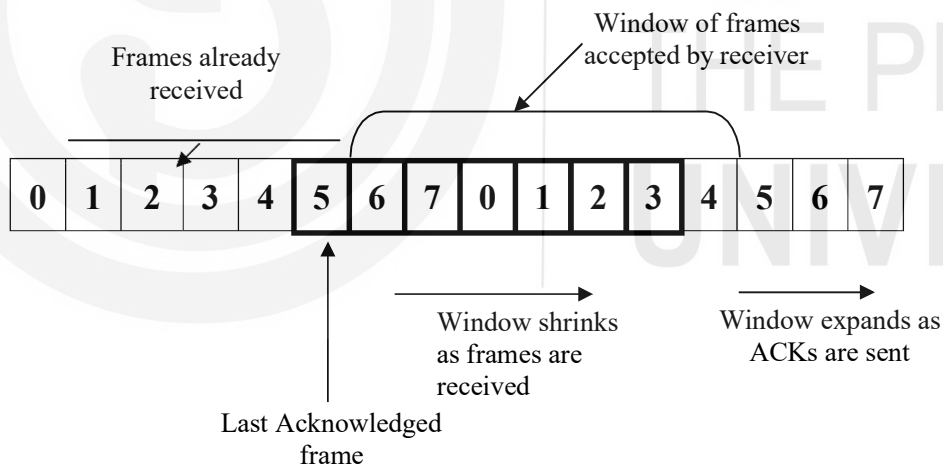 Window of frames
accepted by receiver
Frames already
received
THE P
0 1 2 3 4 5 6 7 0 1 2 3 4 5 6 7
UNIV
Window shrinks
as frames are
received
Window expands as
ACKs are sent
Last Acknowledged
frame